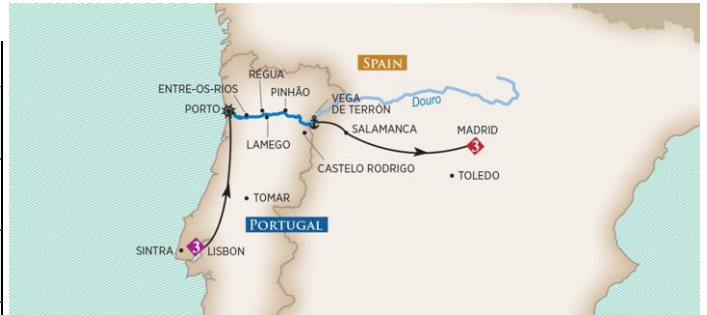 SPAIN
RÉGUA
ENTRE-OS-RIOS
PINHÃO
PORTO
VEGA
DE TERRÓN
Douro
LAMEGO
SALAMANCA
MADRID
3
CASTELO RODRIGO
TOLEDO
TOMAR
PORTUGAL
SINTRA
3
LISBON